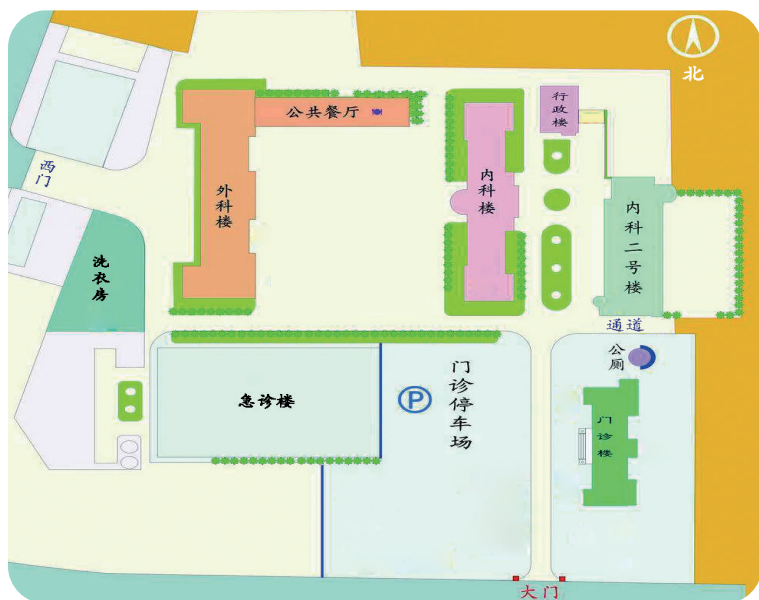 北
行政楼
公共餐厅
西门
外科楼
内科楼
内科二号楼
洗衣房
通道
公厕
急诊楼
P
门诊停车场
门诊楼
大门